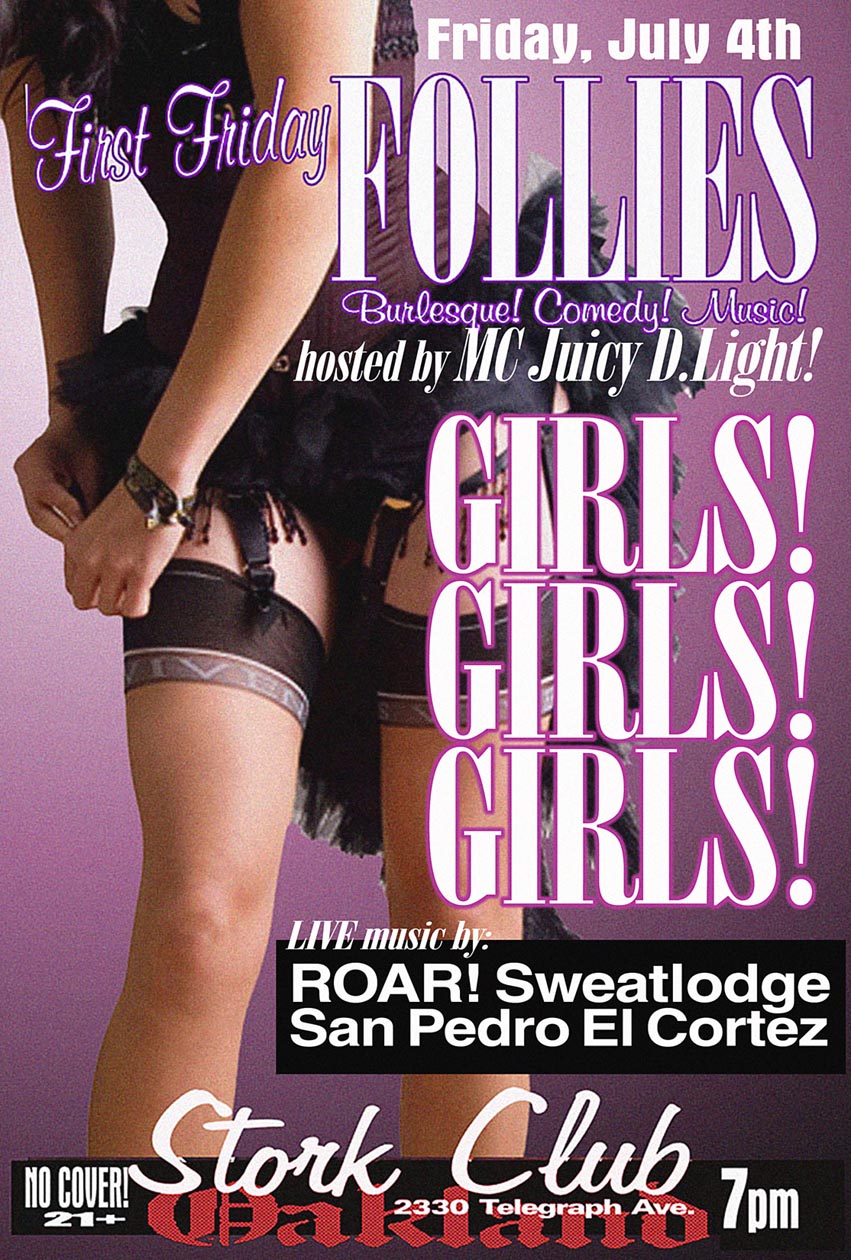 Friday, July 4th
First Friday FOLLIES
Burlesque! Comedy! Music!
hosted by MC Juicy D.Light!
GIRLS!
GIRLS!
GIRLS!
LIVE music by:
ROAR! Sweatlodge
San Pedro El Cortez
NO COVER!
21+
Stork Club
Oakland
2330 Telegraph Ave.
7pm